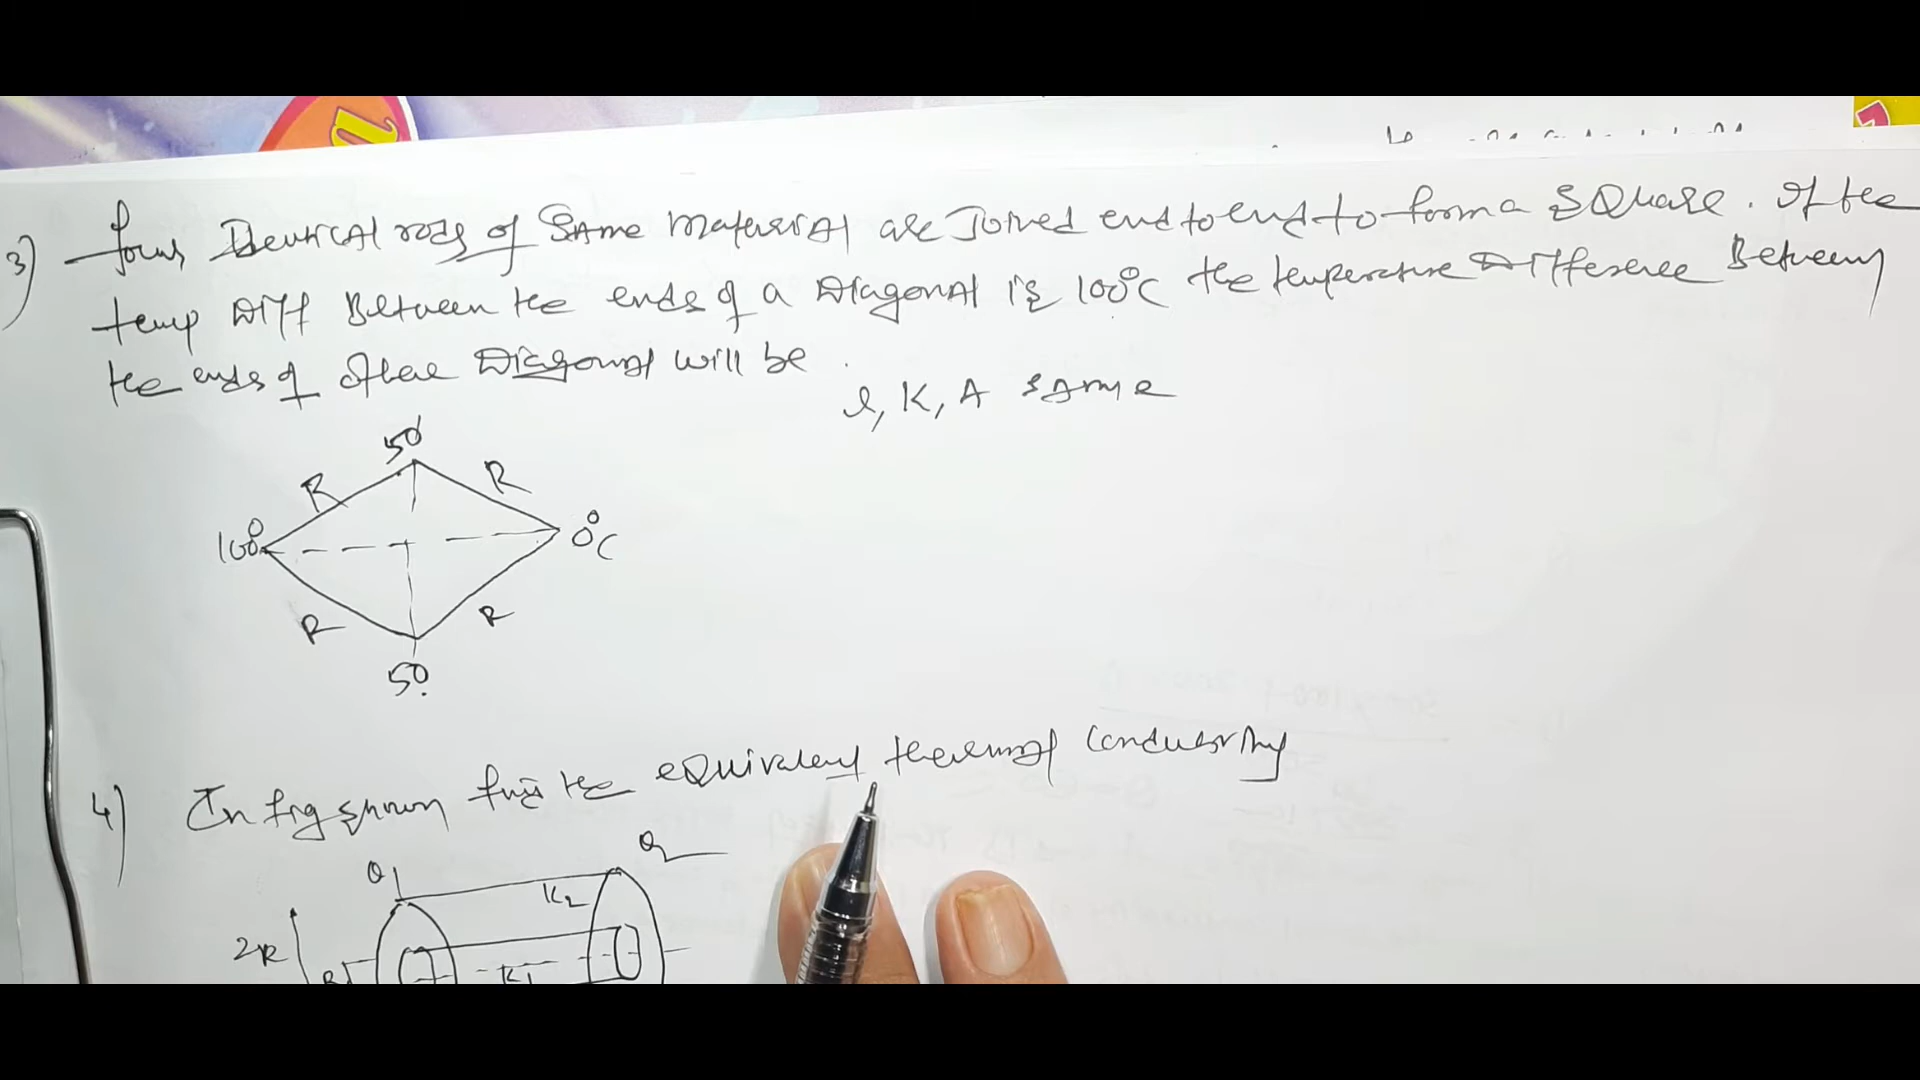 3) four Identical rods of Same material are Joined end to end to form a square. If the
temp Diff Between the ends of a Diagonal is 100°C the temperature Difference Between
the ends of other Diagonal will be.
l, K, A same
50
R R
100° 0°C
R R
50
4) In fig shown the equivalent thermal Conductivity
θ1 K2
2R
K1